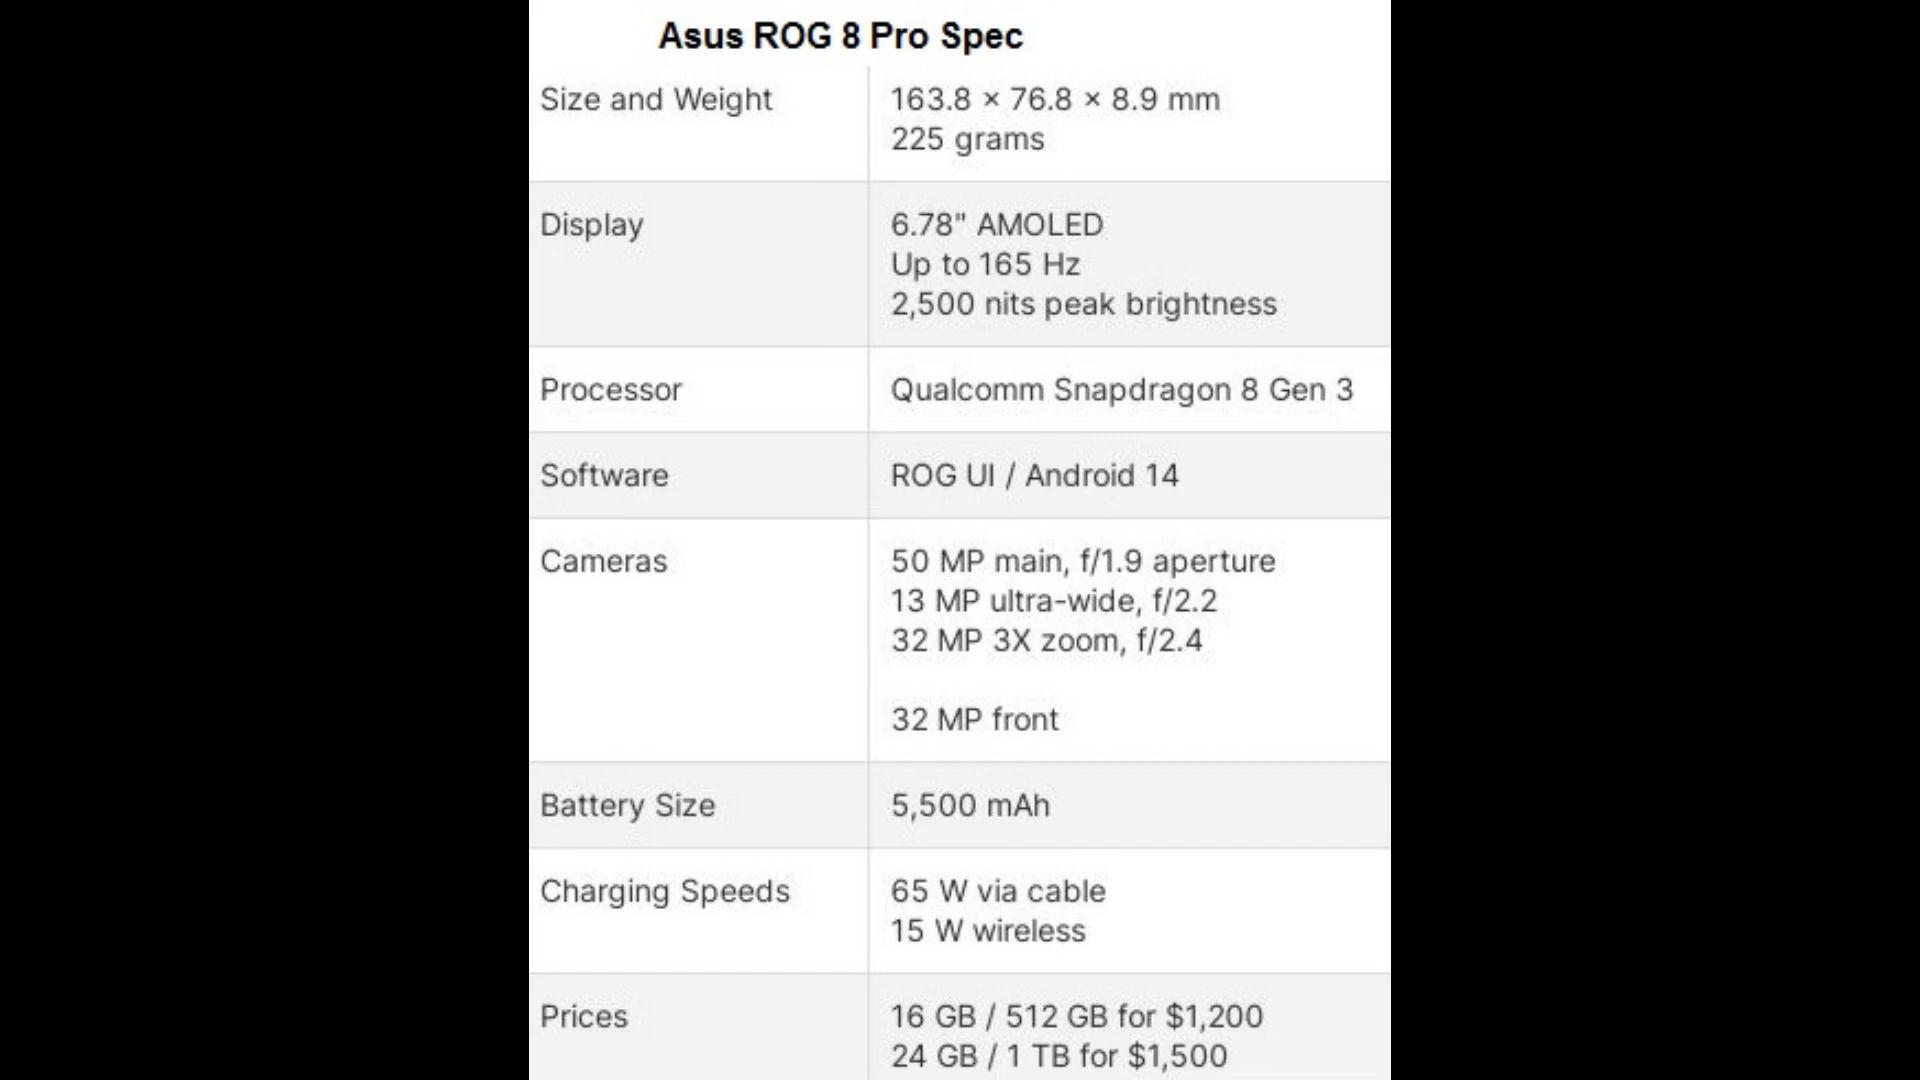 Asus ROG 8 Pro Spec
Size and Weight
163.8 × 76.8 × 8.9 mm
225 grams
Display
6.78" AMOLED
Up to 165 Hz
2,500 nits peak brightness
Processor
Qualcomm Snapdragon 8 Gen 3
Software
ROG UI / Android 14
Cameras
50 MP main, f/1.9 aperture
13 MP ultra-wide, f/2.2
32 MP 3X zoom, f/2.4
32 MP front
Battery Size
5,500 mAh
Charging Speeds
65 W via cable
15 W wireless
Prices
16 GB / 512 GB for $1,200
24 GB / 1 TB for $1,500